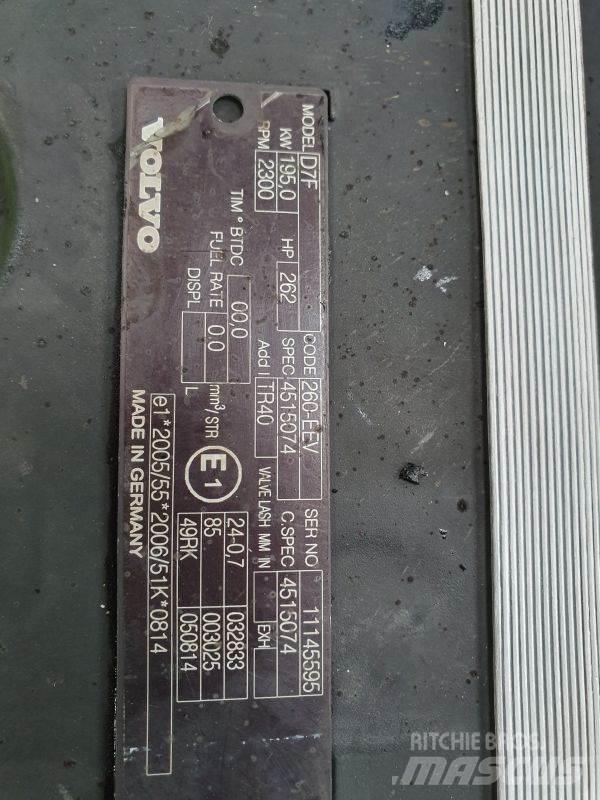 MODEL D7F CODE 260-EEV SER NO 11145595
KW 195,0 HP 262 SPEC 4515074 C.SPEC 4515074
RPM 2300 Add I TR40 VALVE LASH MM IN EXH
TIM ° BTDC 00,0 24-0,7 032833
FUEL RATE 0.0 mm³/STR E1 85 003025
DISPL L 49RK 050814
VOLVO e1*2005/55*2006/51K*0814
MADE IN GERMANY
RITCHIE BROS.
MASCUS